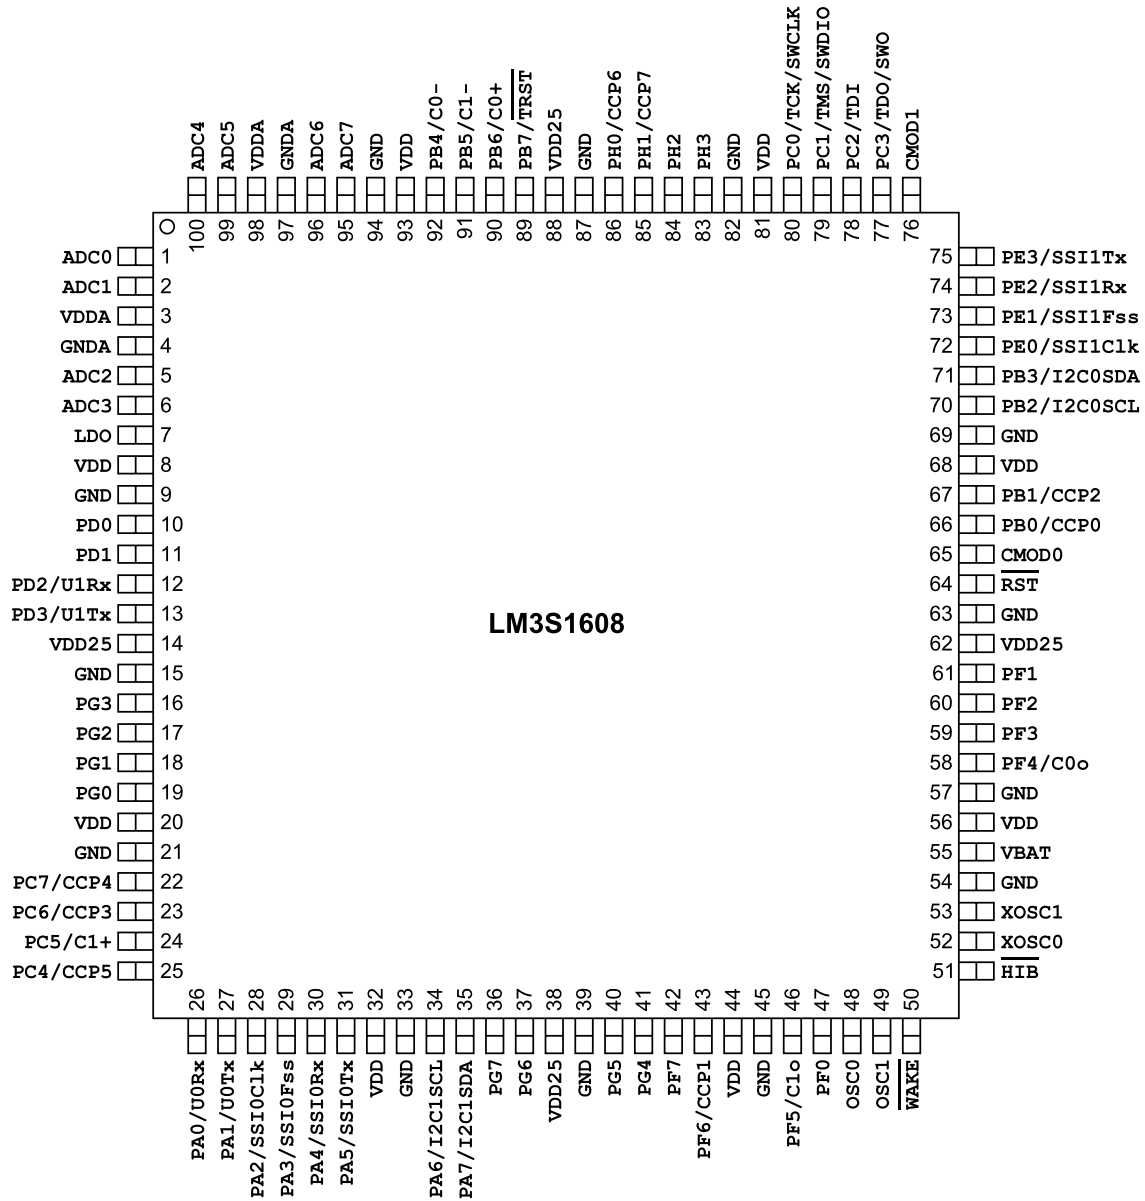 ADC4
ADC5
VDDA
GNDA
ADC6
ADC7
GND
VDD
PB4/C0-
PB5/C1-
PB6/C0+
PB7/TRST
VDD25
GND
PH0/CCP6
PH1/CCP7
PH2
PH3
GND
VDD
PC0/TCK/SWCLK
PC1/TMS/SWDIO
PC2/TDI
PC3/TDO/SWO
CMOD1
100 99 98 97 96 95 94 93 92 91 90 89 88 87 86 85 84 83 82 81 80 79 78 77 76
ADC0 1
ADC1 2
VDDA 3
GNDA 4
ADC2 5
ADC3 6
LDO 7
VDD 8
GND 9
PD0 10
PD1 11
PD2/U1Rx 12
PD3/U1Tx 13
VDD25 14
GND 15
PG3 16
PG2 17
PG1 18
PG0 19
VDD 20
GND 21
PC7/CCP4 22
PC6/CCP3 23
PC5/C1+ 24
PC4/CCP5 25
LM3S1608
75 PE3/SSI1Tx
74 PE2/SSI1Rx
73 PE1/SSI1Fss
72 PE0/SSI1Clk
71 PB3/I2C0SDA
70 PB2/I2C0SCL
69 GND
68 VDD
67 PB1/CCP2
66 PB0/CCP0
65 CMOD0
64 RST
63 GND
62 VDD25
61 PF1
60 PF2
59 PF3
58 PF4/C0o
57 GND
56 VDD
55 VBAT
54 GND
53 XOSC1
52 XOSC0
51 HIB
26 27 28 29 30 31 32 33 34 35 36 37 38 39 40 41 42 43 44 45 46 47 48 49 50
PA0/U0Rx
PA1/U0Tx
PA2/SSI0Clk
PA3/SSI0Fss
PA4/SSI0Rx
PA5/SSI0Tx
VDD
GND
PA6/I2C1SCL
PA7/I2C1SDA
PG7
PG6
VDD25
GND
PG5
PG4
PF7
PF6/CCP1
VDD
GND
PF5/C1o
PF0
OSC0
OSC1
WAKE